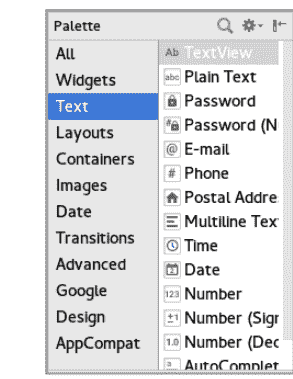 Palette
All
Widgets
Text
Layouts
Containers
Images
Date
Transitions
Advanced
Google
Design
AppCompat
Ab TextView
abc Plain Text
Password
Password (N
@ E-mail
# Phone
Postal Addre
Multiline Tex
Time
Date
123 Number
±1 Number (Sigr
1.0 Number (Dec
AutoComplet